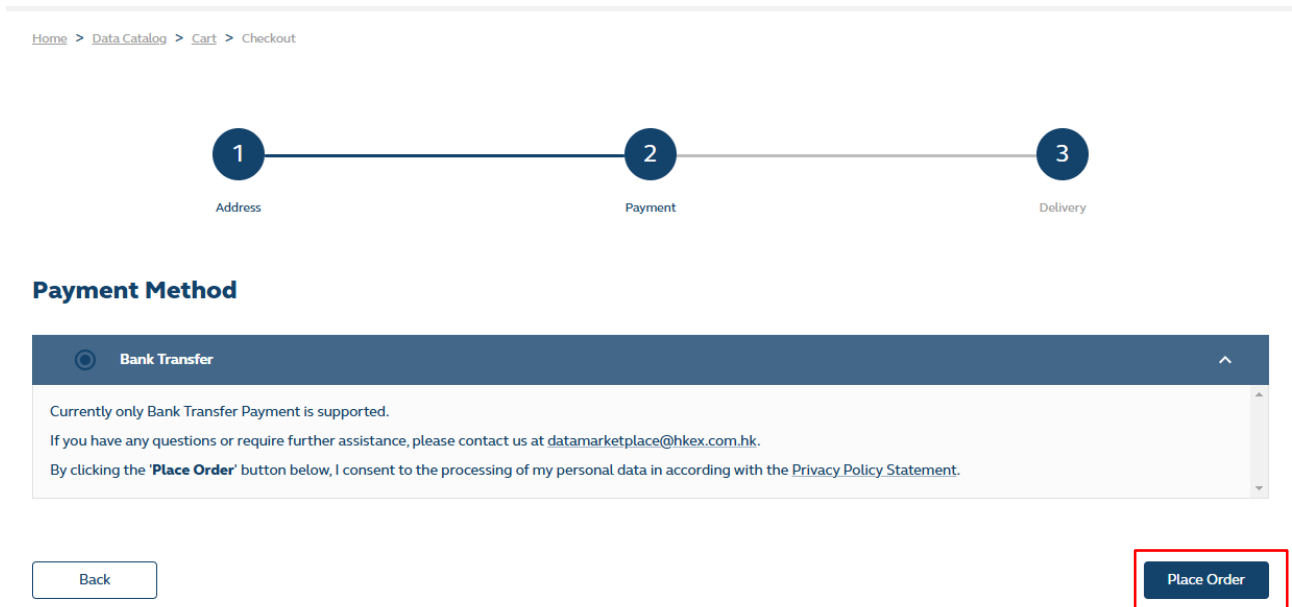 Home > Data Catalog > Cart > Checkout
1
2
3
Address
Payment
Delivery
Payment Method
Bank Transfer
Currently only Bank Transfer Payment is supported.
If you have any questions or require further assistance, please contact us at datamarketplace@hkex.com.hk.
By clicking the 'Place Order' button below, I consent to the processing of my personal data in according with the Privacy Policy Statement.
Back
Place Order